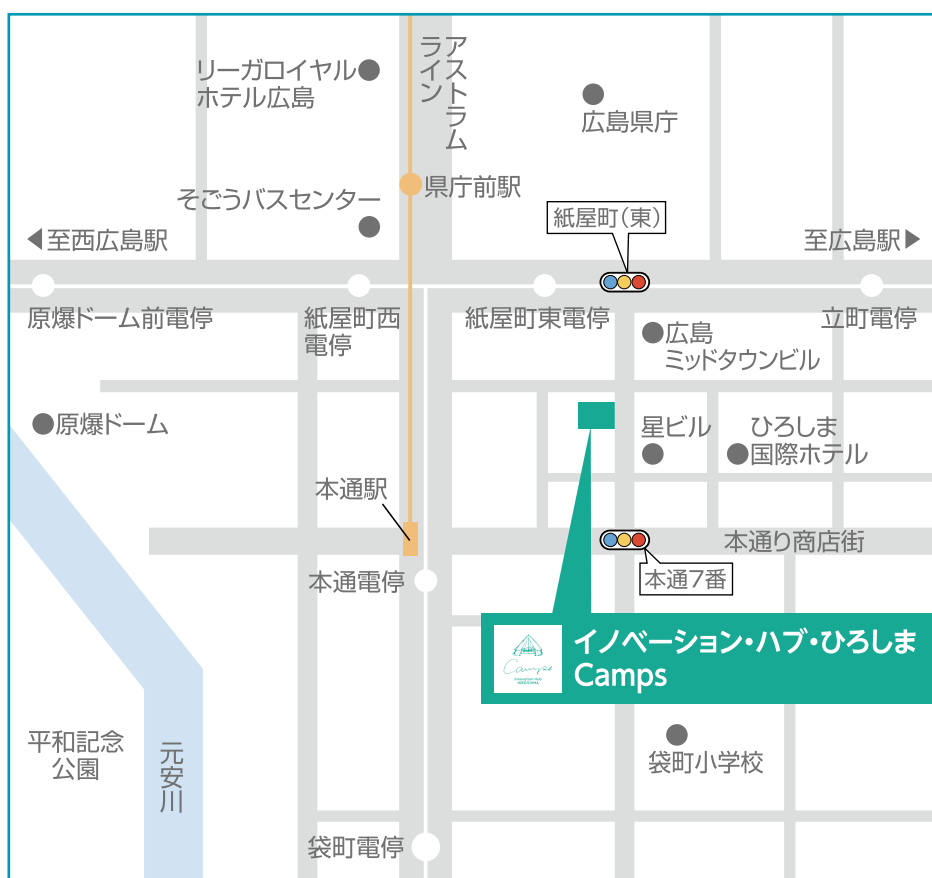 アストラム
ライン
リーガロイヤル
ホテル広島
広島県庁
県庁前駅
そごうバスセンター
紙屋町（東）
至西広島駅
至広島駅
原爆ドーム前電停
紙屋町西
電停
紙屋町東電停
立町電停
広島
ミッドタウンビル
原爆ドーム
星ビル
ひろしま
国際ホテル
本通駅
本通り商店街
本通電停
本通7番
イノベーション・ハブ・ひろしま
Camps
Camps
Innovation Hub
HIROSHIMA
平和記念
公園
元安川
袋町小学校
袋町電停